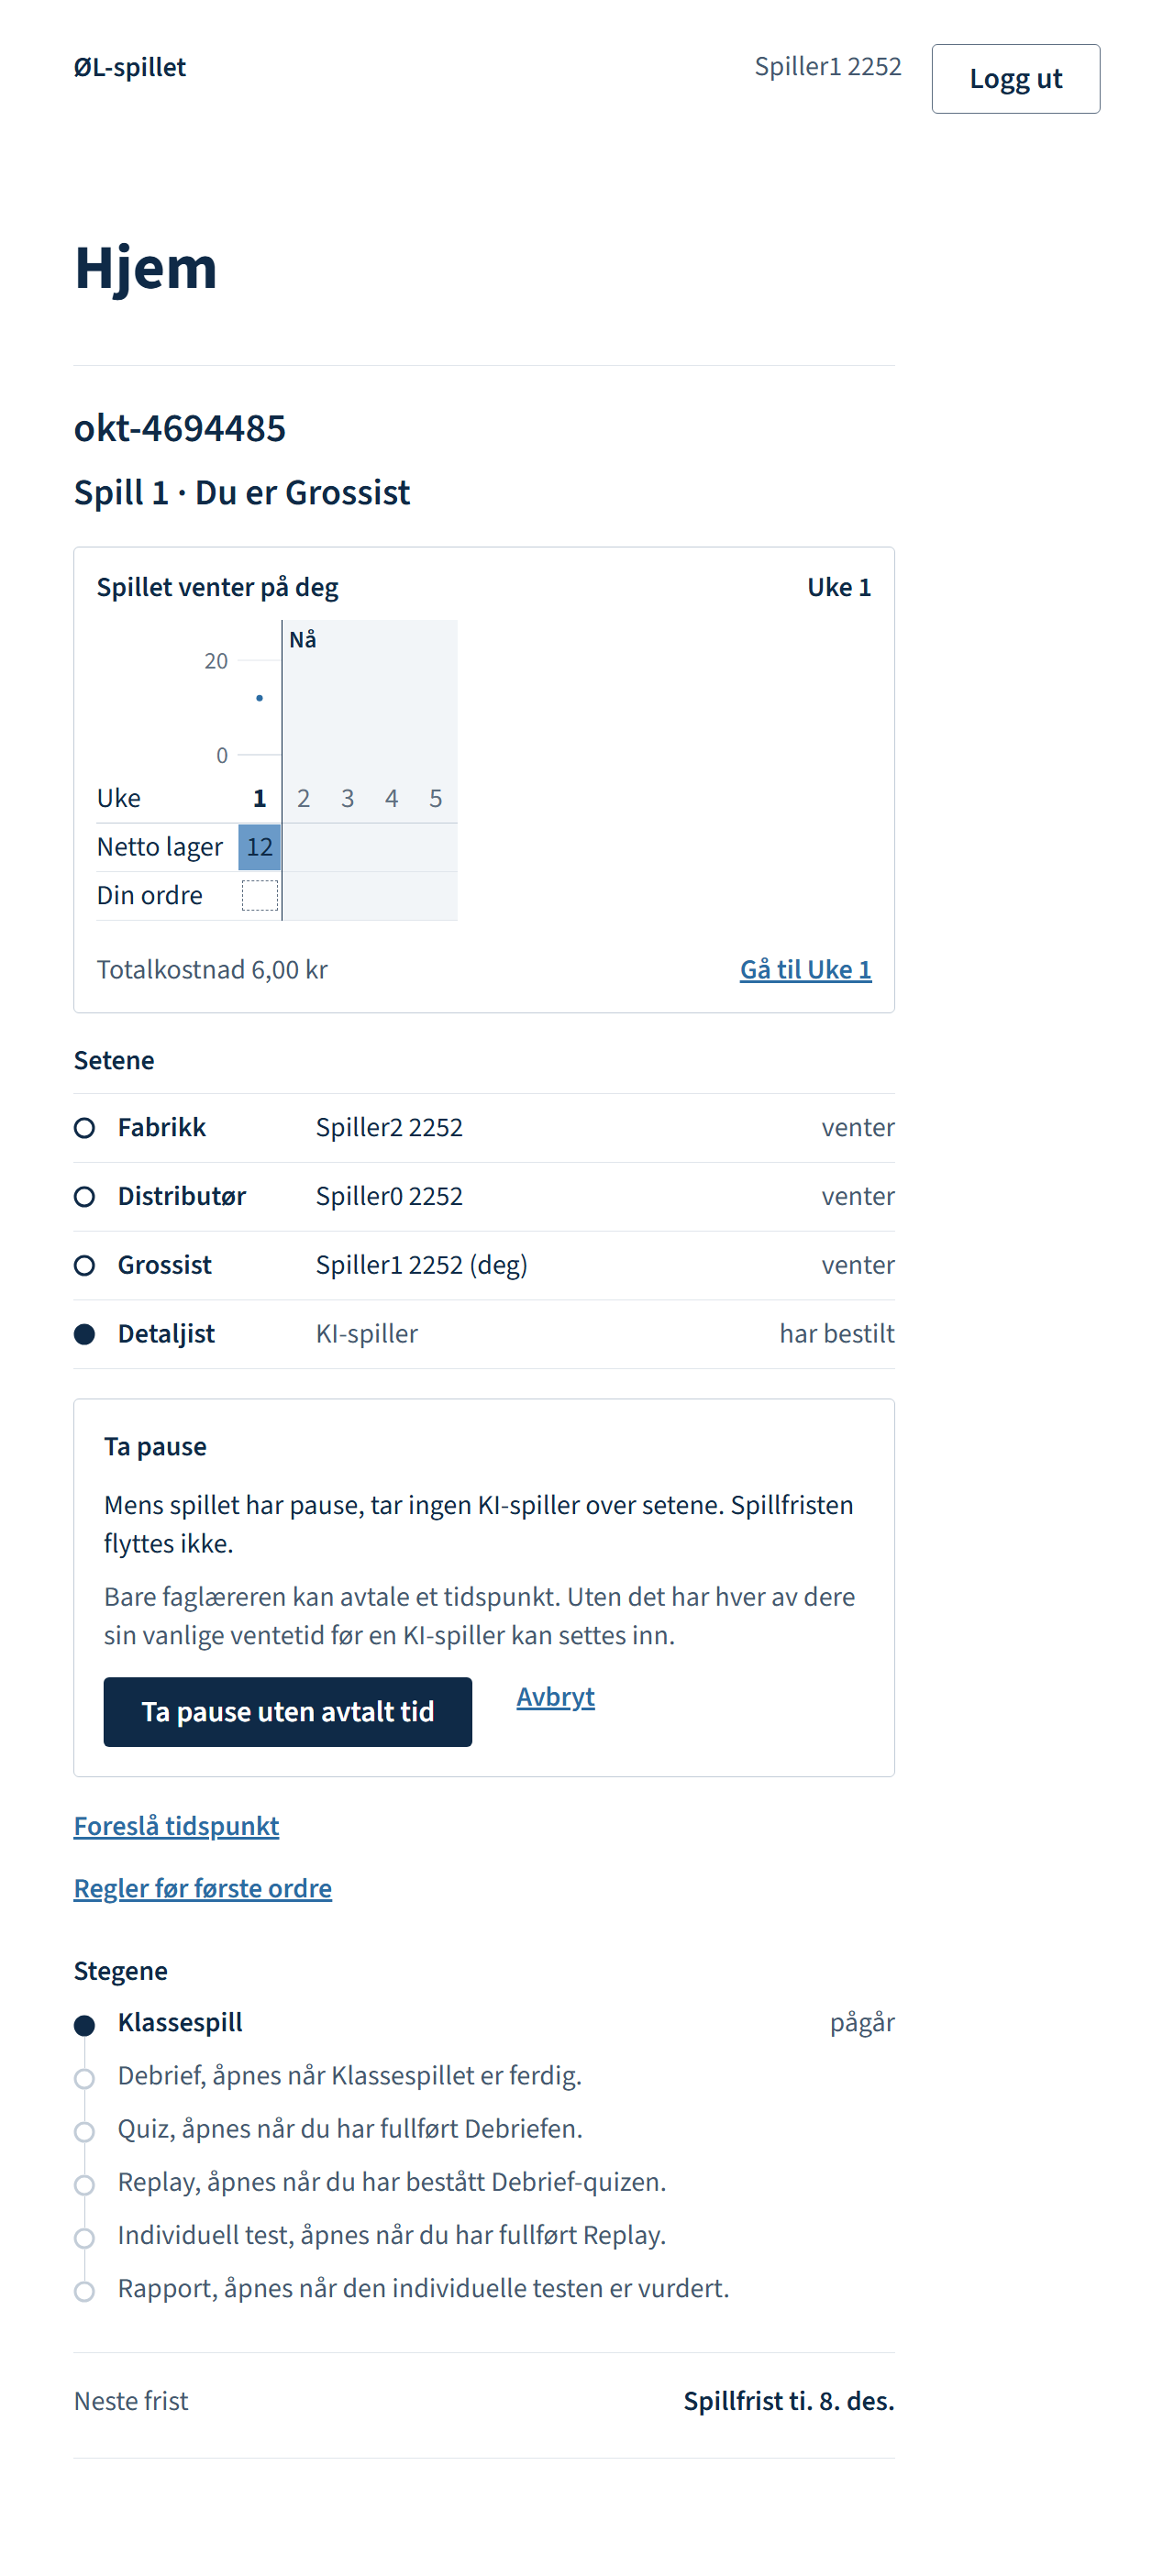 ØL-spillet
Spiller1 2252
Logg ut
Hjem
okt-4694485
Spill 1 · Du er Grossist
Spillet venter på deg
Uke 1
Nå
20
0
Uke 1 2 3 4 5
Netto lager 12
Din ordre
Totalkostnad 6,00 kr
Gå til Uke 1
Setene
Fabrikk Spiller2 2252 venter
Distributør Spiller0 2252 venter
Grossist Spiller1 2252 (deg) venter
Detaljist KI-spiller har bestilt
Ta pause
Mens spillet har pause, tar ingen KI-spiller over setene. Spillfristen
flyttes ikke.
Bare faglæreren kan avtale et tidspunkt. Uten det har hver av dere
sin vanlige ventetid før en KI-spiller kan settes inn.
Ta pause uten avtalt tid
Avbryt
Foreslå tidspunkt
Regler før første ordre
Stegene
Klassespill pågår
Debrief, åpnes når Klassespillet er ferdig.
Quiz, åpnes når du har fullført Debriefen.
Replay, åpnes når du har bestått Debrief-quizen.
Individuell test, åpnes når du har fullført Replay.
Rapport, åpnes når den individuelle testen er vurdert.
Neste frist
Spillfrist ti. 8. des.